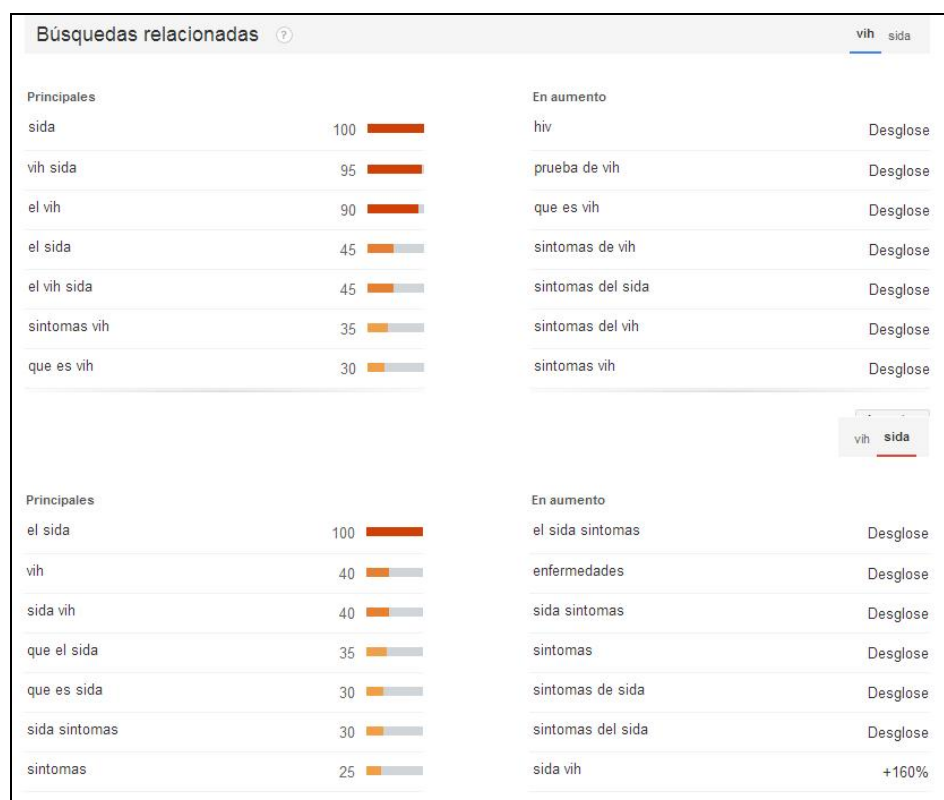 Búsquedas relacionadas ? vih sida
Principales En aumento
sida 100 hiv Desglose
vih sida 95 prueba de vih Desglose
el vih 90 que es vih Desglose
el sida 45 sintomas de vih Desglose
el vih sida 45 sintomas del sida Desglose
sintomas vih 35 sintomas del vih Desglose
que es vih 30 sintomas vih Desglose
vih sida
Principales En aumento
el sida 100 el sida sintomas Desglose
vih 40 enfermedades Desglose
sida vih 40 sida sintomas Desglose
que el sida 35 sintomas Desglose
que es sida 30 sintomas de sida Desglose
sida sintomas 30 sintomas del sida Desglose
sintomas 25 sida vih +160%